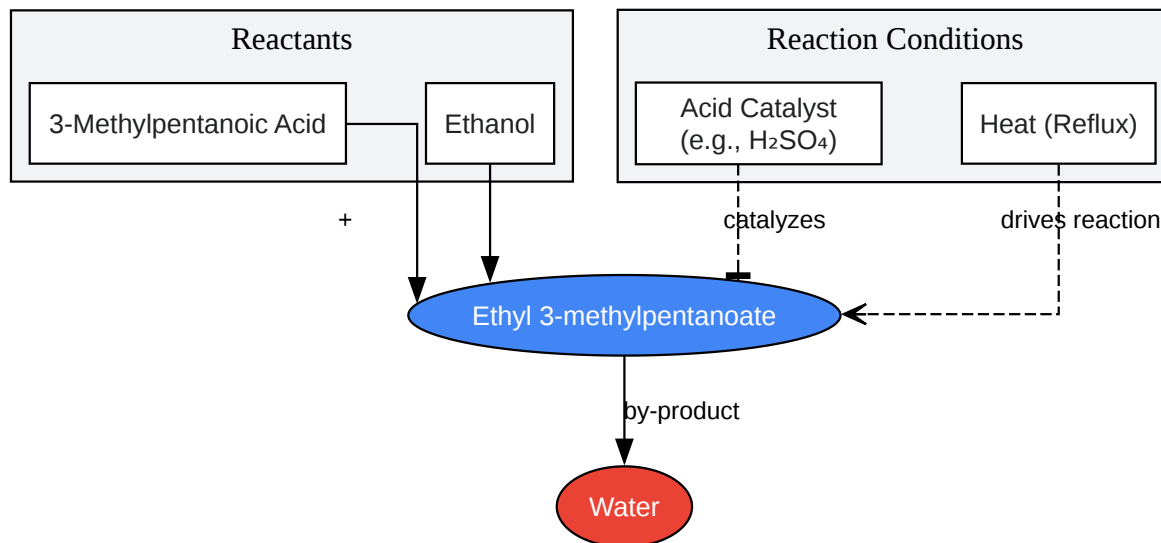 Reactants
Reaction Conditions
3-Methylpentanoic Acid
Ethanol
Acid Catalyst
(e.g., H₂SO₄)
Heat (Reflux)
+
catalyzes
drives reaction
Ethyl 3-methylpentanoate
by-product
Water